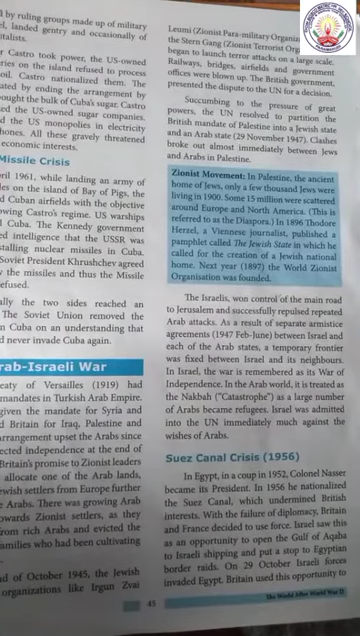 l by ruling groups made up of military
el, landed gentry and occasionally of
italists.
r Castro took power, the US-owned
ries on the island refused to process
oil. Castro nationalized them. The
ated by ending the arrangement by
ought the bulk of Cuba's sugar. Castro
ed the US-owned sugar companies.
d the US monopolies in electricity
hones. All these gravely threatened
economic interests.
Missile Crisis
pril 1961, while landing an army of
les on the island of Bay of Pigs, the
d Cuban airfields with the objective
owing Castro's regime. US warships
l Cuba. The Kennedy government
ed intelligence that the USSR was
stalling nuclear missiles in Cuba.
Soviet President Khrushchev agreed
y the missiles and thus the Missile
efused.
ally the two sides reached an
The Soviet Union removed the
n Cuba on an understanding that
d never invade Cuba again.
rab-Israeli War
eaty of Versailles (1919) had
mandates in Turkish Arab Empire.
given the mandate for Syria and
d Britain for Iraq, Palestine and
arrangement upset the Arabs since
ected independence at the end of
Britain's promise to Zionist leaders
allocate one of the Arab lands,
ewish settlers from Europe further
e Arabs. There was growing Arab
owards Zionist settlers, as they
rom rich Arabs and evicted the
amilies who had been cultivating
nd of October 1945, the Jewish
organizations like Irgun Zvai
Leumi (Zionist Para-military Organiz
the Stern Gang (Zionist Terrorist Org
began to launch terror attacks on a large scale.
Railways, bridges, airfields and government
offices were blown up. The British government,
presented the dispute to the UN for a decision.
Succumbing to the pressure of great
powers, the UN resolved to partition the
British mandate of Palestine into a Jewish state
and an Arab state (29 November 1947). Clashes
broke out almost immediately between Jews
and Arabs in Palestine.
Zionist Movement: In Palestine, the ancient
home of Jews, only a few thousand Jews were
living in 1900. Some 15 million were scattered
around Europe and North America. (This is
referred to as the Diaspora.) In 1896 Theodore
Herzel, a Viennese journalist, published a
pamphlet called The Jewish State in which he
called for the creation of a Jewish national
home. Next year (1897) the World Zionist
Organisation was founded.
The Israelis, won control of the main road
to Jerusalem and successfully repulsed repeated
Arab attacks. As a result of separate armistice
agreements (1947 Feb-June) between Israel and
each of the Arab states, a temporary frontier
was fixed between Israel and its neighbours.
In Israel, the war is remembered as its War of
Independence. In the Arab world, it is treated as
the Nakbah ("Catastrophe") as a large number
of Arabs became refugees. Israel was admitted
into the UN immediately much against the
wishes of Arabs.
Suez Canal Crisis (1956)
In Egypt, in a coup in 1952, Colonel Nasser
became its President. In 1956 he nationalized
the Suez Canal, which undermined British
interests. With the failure of diplomacy, Britain
and France decided to use force. Israel saw this
as an opportunity to open the Gulf of Aqaba
to Israeli shipping and put a stop to Egyptian
border raids. On 29 October Israeli forces
invaded Egypt. Britain used this opportunity to
45
The World After World War II